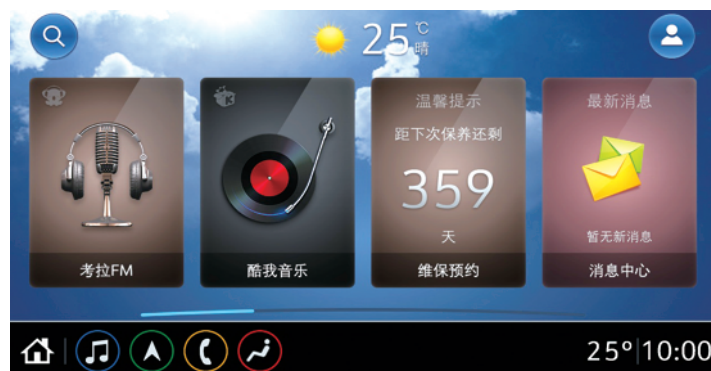 25℃
晴
温馨提示
最新消息
距下次保养还剩
359
天
暂无新消息
考拉FM
酷我音乐
维保预约
消息中心
25°
10:00